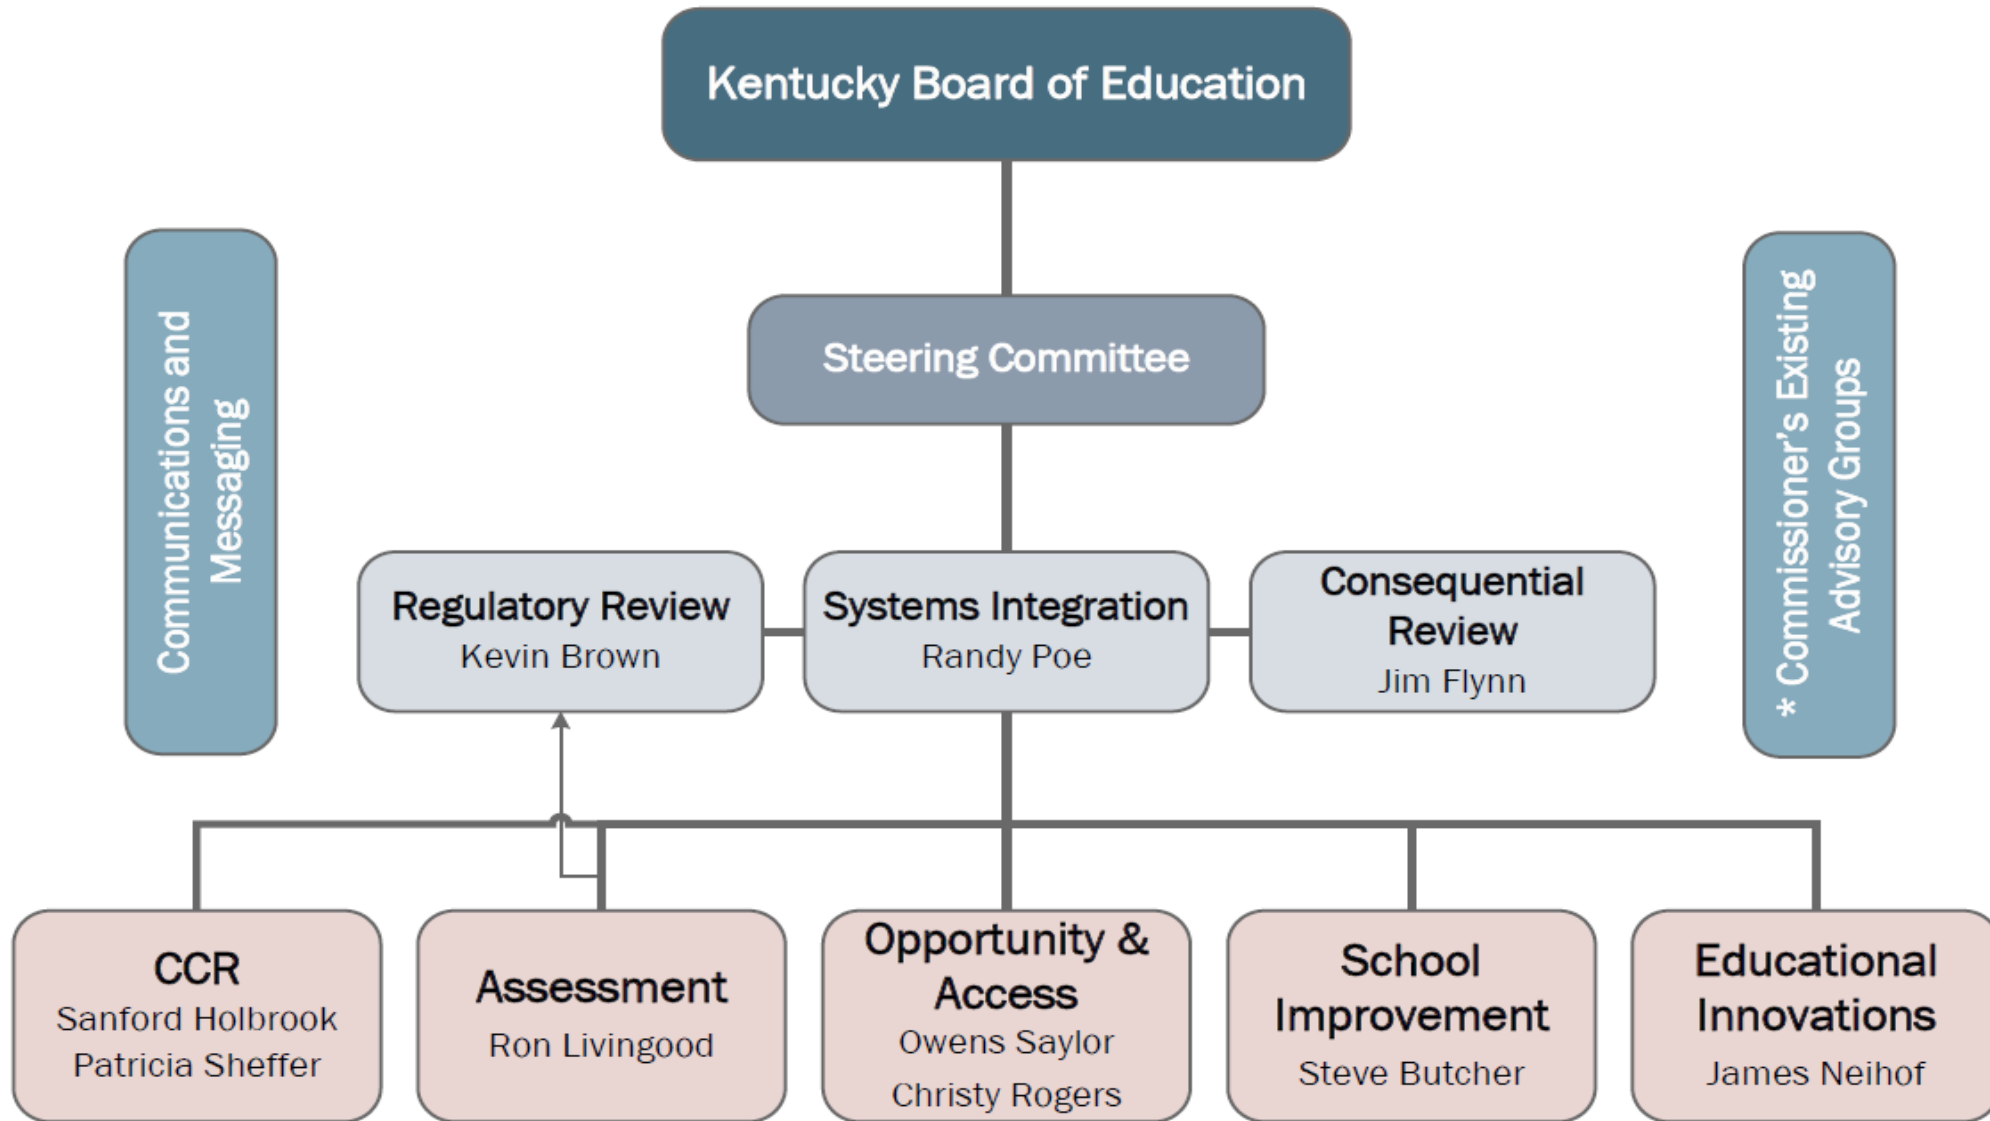 Kentucky Board of Education
Communications and
Messaging
Steering Committee
* Commissioner's Existing
Advisory Groups
Regulatory Review
Kevin Brown
Systems Integration
Randy Poe
Consequential
Review
Jim Flynn
CCR
Sanford Holbrook
Patricia Sheffer
Assessment
Ron Livingood
Opportunity &
Access
Owens Saylor
Christy Rogers
School
Improvement
Steve Butcher
Educational
Innovations
James Neihof